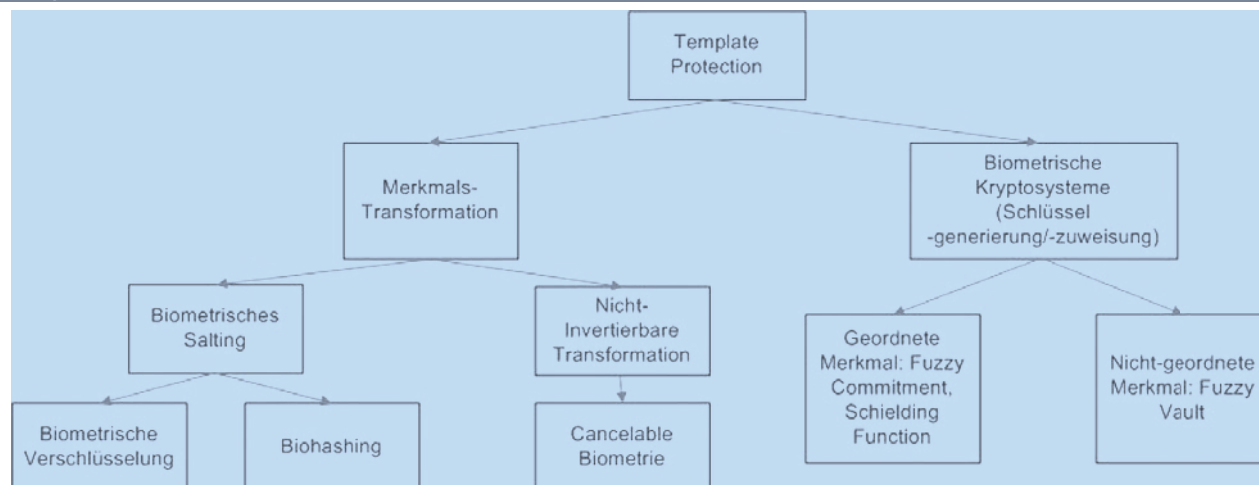 Template
Protection
Merkmals-
Transformation
Biometrische
Kryptosysteme
(Schlüssel
-generierung/-zuweisung)
Biometrisches
Salting
Nicht-
Invertierbare
Transformation
Geordnete
Merkmal: Fuzzy
Commitment,
Schielding
Function
Nicht-geordnete
Merkmal: Fuzzy
Vault
Biometrische
Verschlüsselung
Biohashing
Cancelable
Biometrie